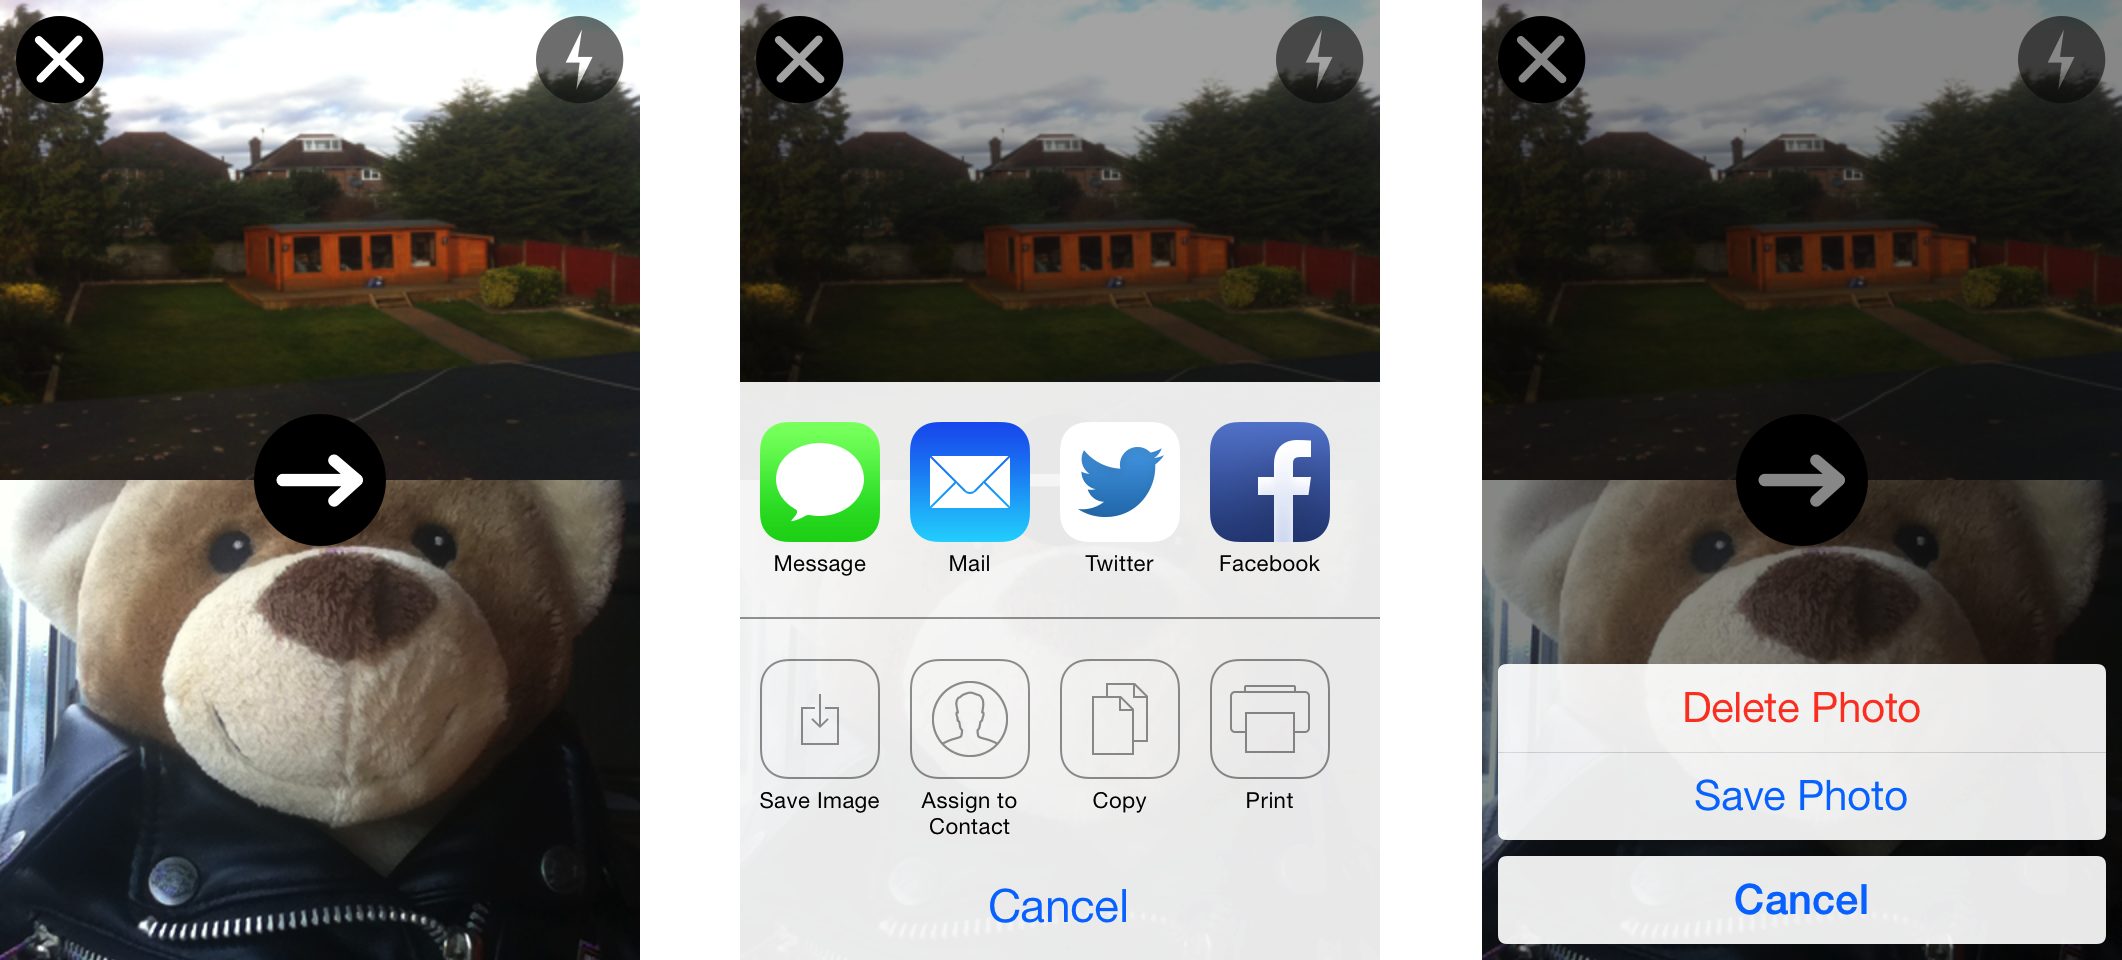 Message
Mail
Twitter
Facebook
Save Image
Assign to
Contact
Copy
Print
Cancel
Delete Photo
Save Photo
Cancel